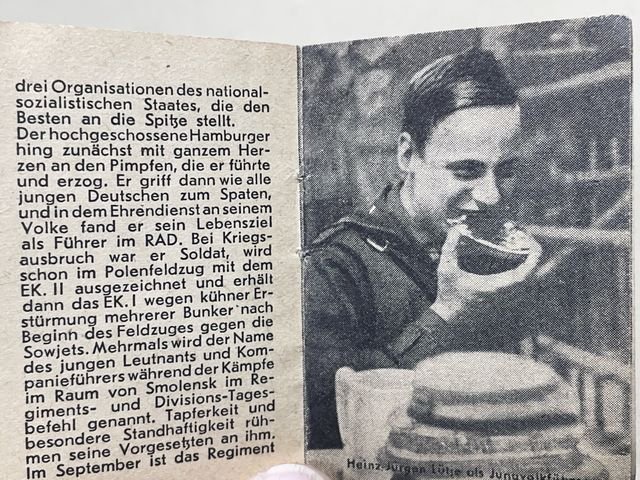 drei Organisationen des national-
sozialistischen Staates, die den
Besten an die Spitze stellt.
Der hochgeschossene Hamburger
hing zunächst mit ganzem Her-
zen an den Pimpfen, die er führte
und erzog. Er griff dann wie alle
jungen Deutschen zum Spaten,
und in dem Ehrendienst an seinem
Volke fand er sein Lebensziel
als Führer im RAD. Bei Kriegs-
ausbruch war er Soldat, wird
schon im Polenfeldzug mit dem
EK. II ausgezeichnet und erhält
dann das EK. I wegen kühner Er-
stürmung mehrerer Bunker nach
Beginn des Feldzuges gegen die
Sowjets. Mehrmals wird der Name
des jungen Leutnants und Kom-
panieführers während der Kämpfe
im Raum von Smolensk im Re-
giments- und Divisions-Tages-
befehl genannt. Tapferkeit und
besondere Standhaftigkeit rüh-
men seine Vorgesetzten an ihm.
Im September ist das Regiment
Heinz Jürgen Lütje als